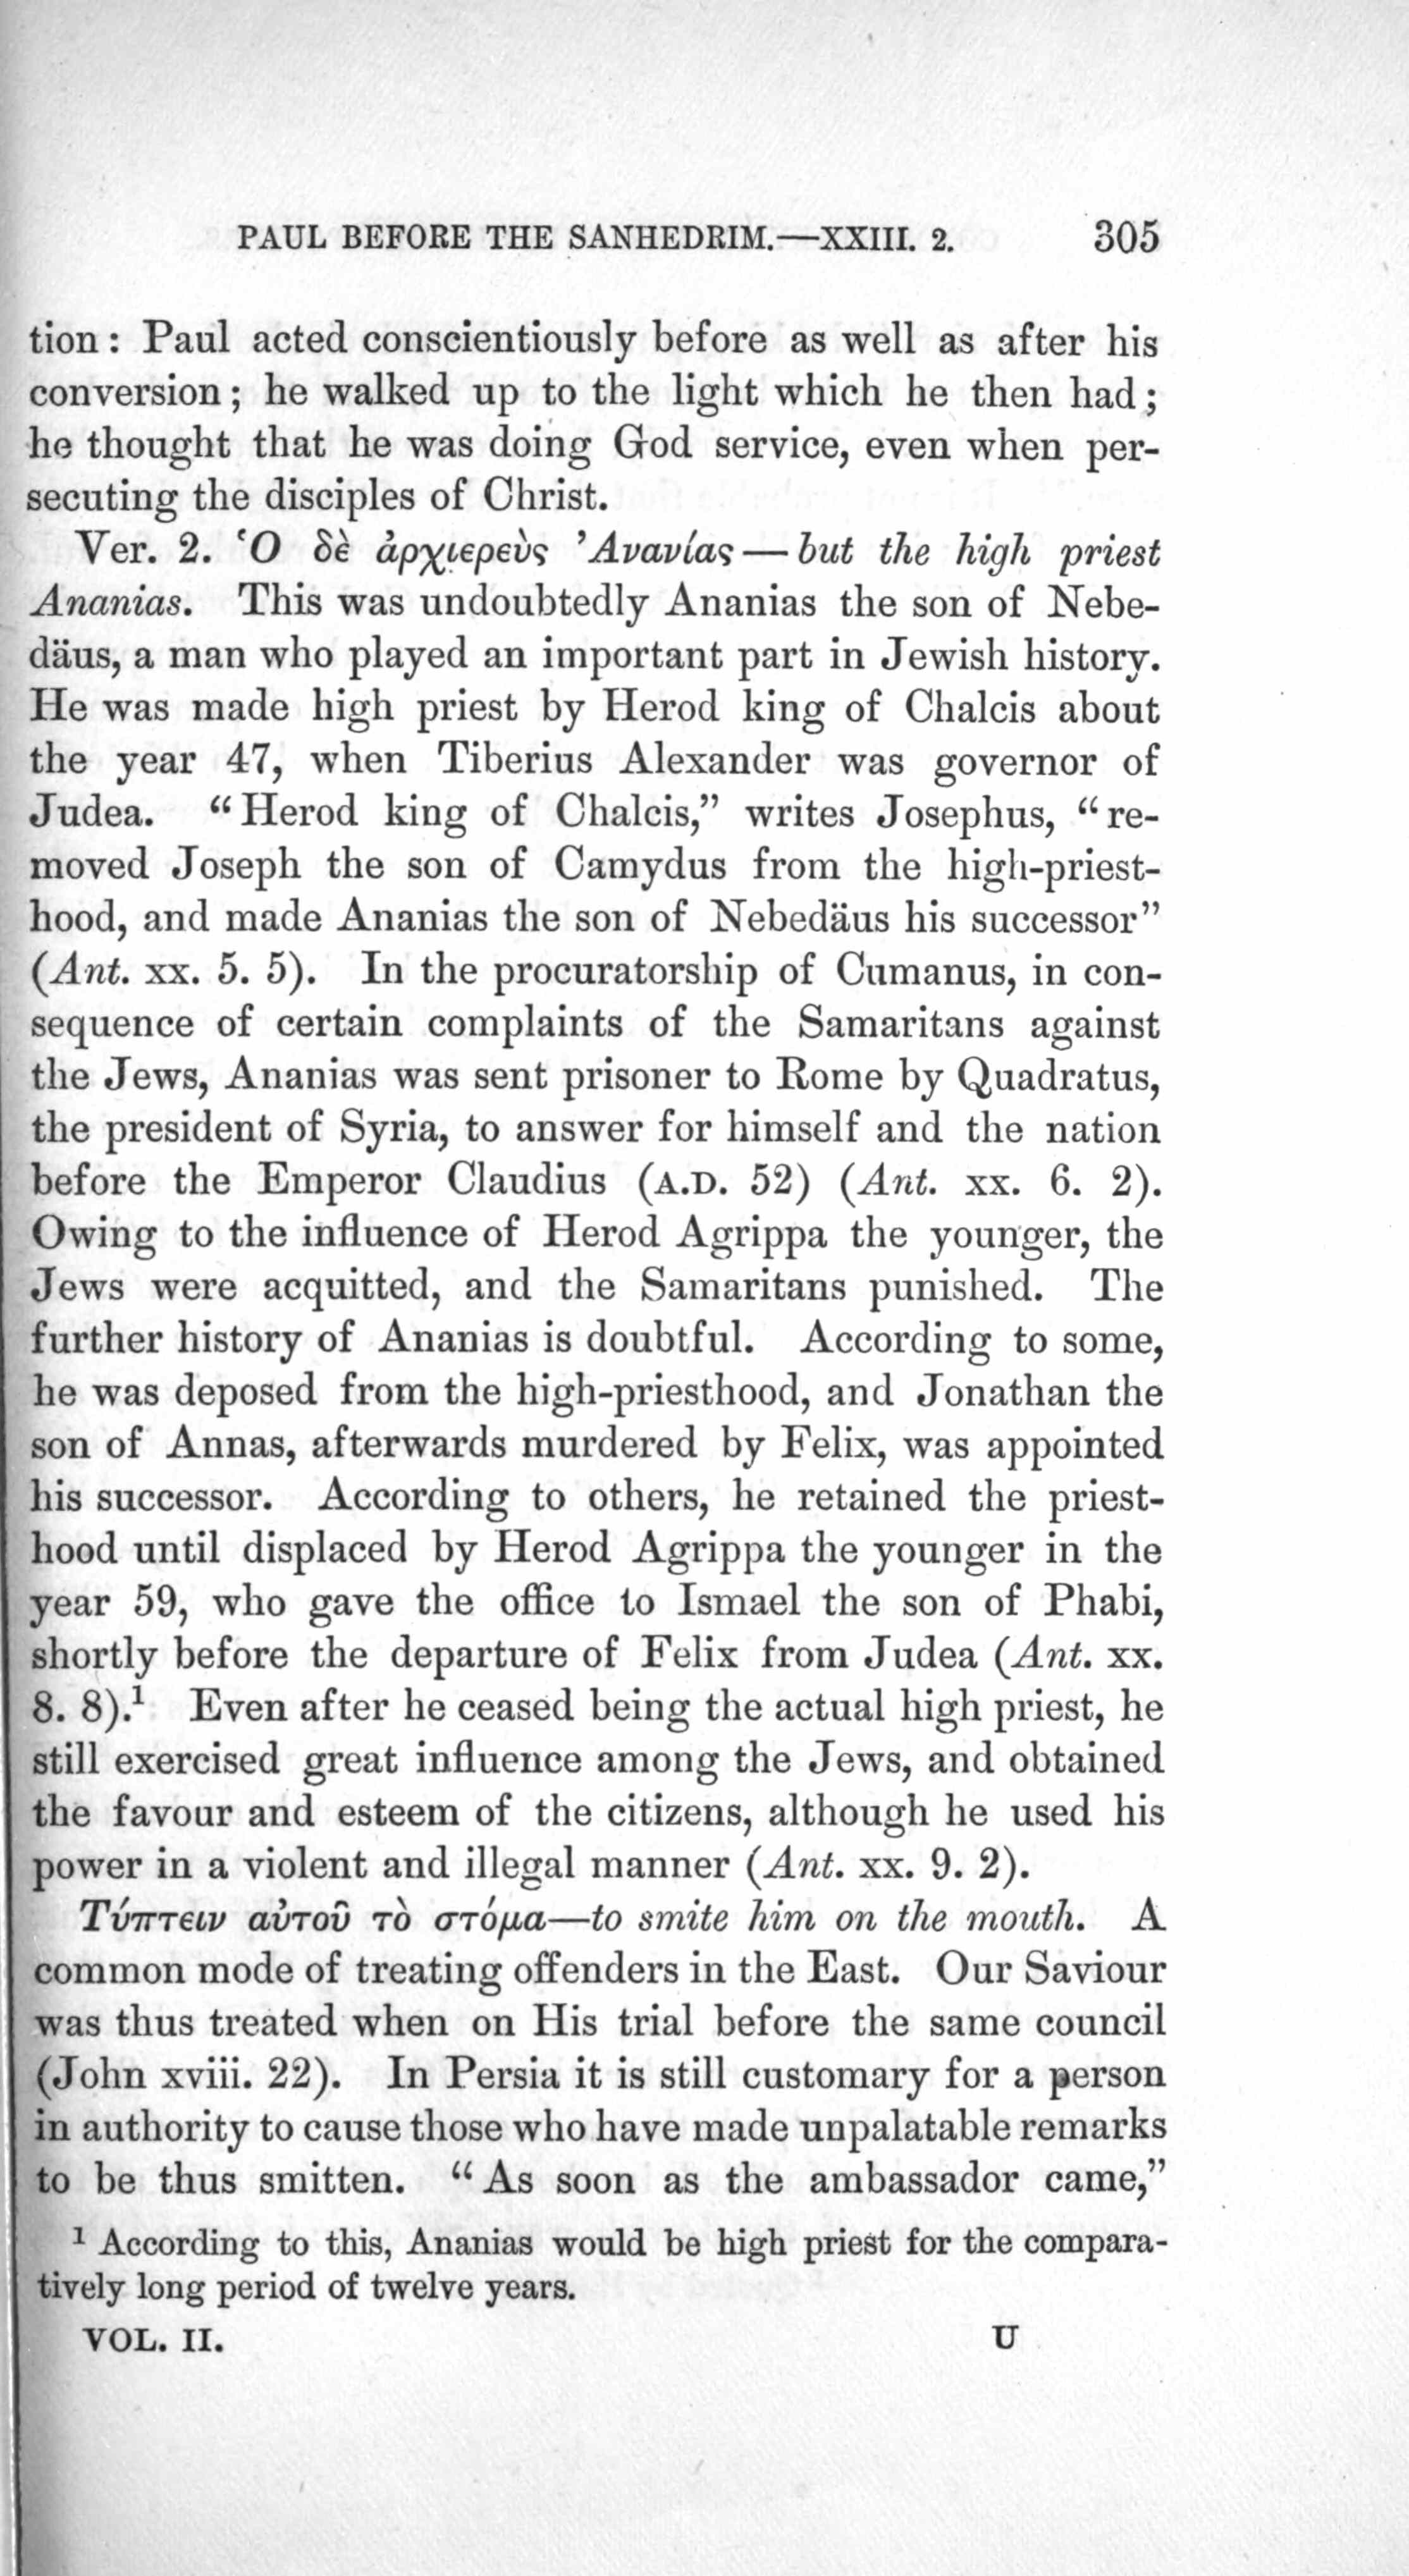 PAUL BEFORE THE SANHEDRIM.—XXIII. 2. 305
tion: Paul acted conscientiously before as well as after his
conversion; he walked up to the light which he then had;
he thought that he was doing God service, even when per-
secuting the disciples of Christ.
Ver. 2. Ὁ δὲ ἀρχιερεὺς Ἀνανίας—but the high priest
Ananias. This was undoubtedly Ananias the son of Nebe-
däus, a man who played an important part in Jewish history.
He was made high priest by Herod king of Chalcis about
the year 47, when Tiberius Alexander was governor of
Judea. “Herod king of Chalcis,” writes Josephus, “re-
moved Joseph the son of Camydus from the high-priest-
hood, and made Ananias the son of Nebedäus his successor”
(Ant. xx. 5. 5). In the procuratorship of Cumanus, in con-
sequence of certain complaints of the Samaritans against
the Jews, Ananias was sent prisoner to Rome by Quadratus,
the president of Syria, to answer for himself and the nation
before the Emperor Claudius (A.D. 52) (Ant. xx. 6. 2).
Owing to the influence of Herod Agrippa the younger, the
Jews were acquitted, and the Samaritans punished. The
further history of Ananias is doubtful. According to some,
he was deposed from the high-priesthood, and Jonathan the
son of Annas, afterwards murdered by Felix, was appointed
his successor. According to others, he retained the priest-
hood until displaced by Herod Agrippa the younger in the
year 59, who gave the office to Ismael the son of Phabi,
shortly before the departure of Felix from Judea (Ant. xx.
8. 8).¹ Even after he ceased being the actual high priest, he
still exercised great influence among the Jews, and obtained
the favour and esteem of the citizens, although he used his
power in a violent and illegal manner (Ant. xx. 9. 2).
Τύπτειν αὐτοῦ τὸ στόμα—to smite him on the mouth. A
common mode of treating offenders in the East. Our Saviour
was thus treated when on His trial before the same council
(John xviii. 22). In Persia it is still customary for a person
in authority to cause those who have made unpalatable remarks
to be thus smitten. “As soon as the ambassador came,”
¹ According to this, Ananias would be high priest for the compara-
tively long period of twelve years.
VOL. II. U